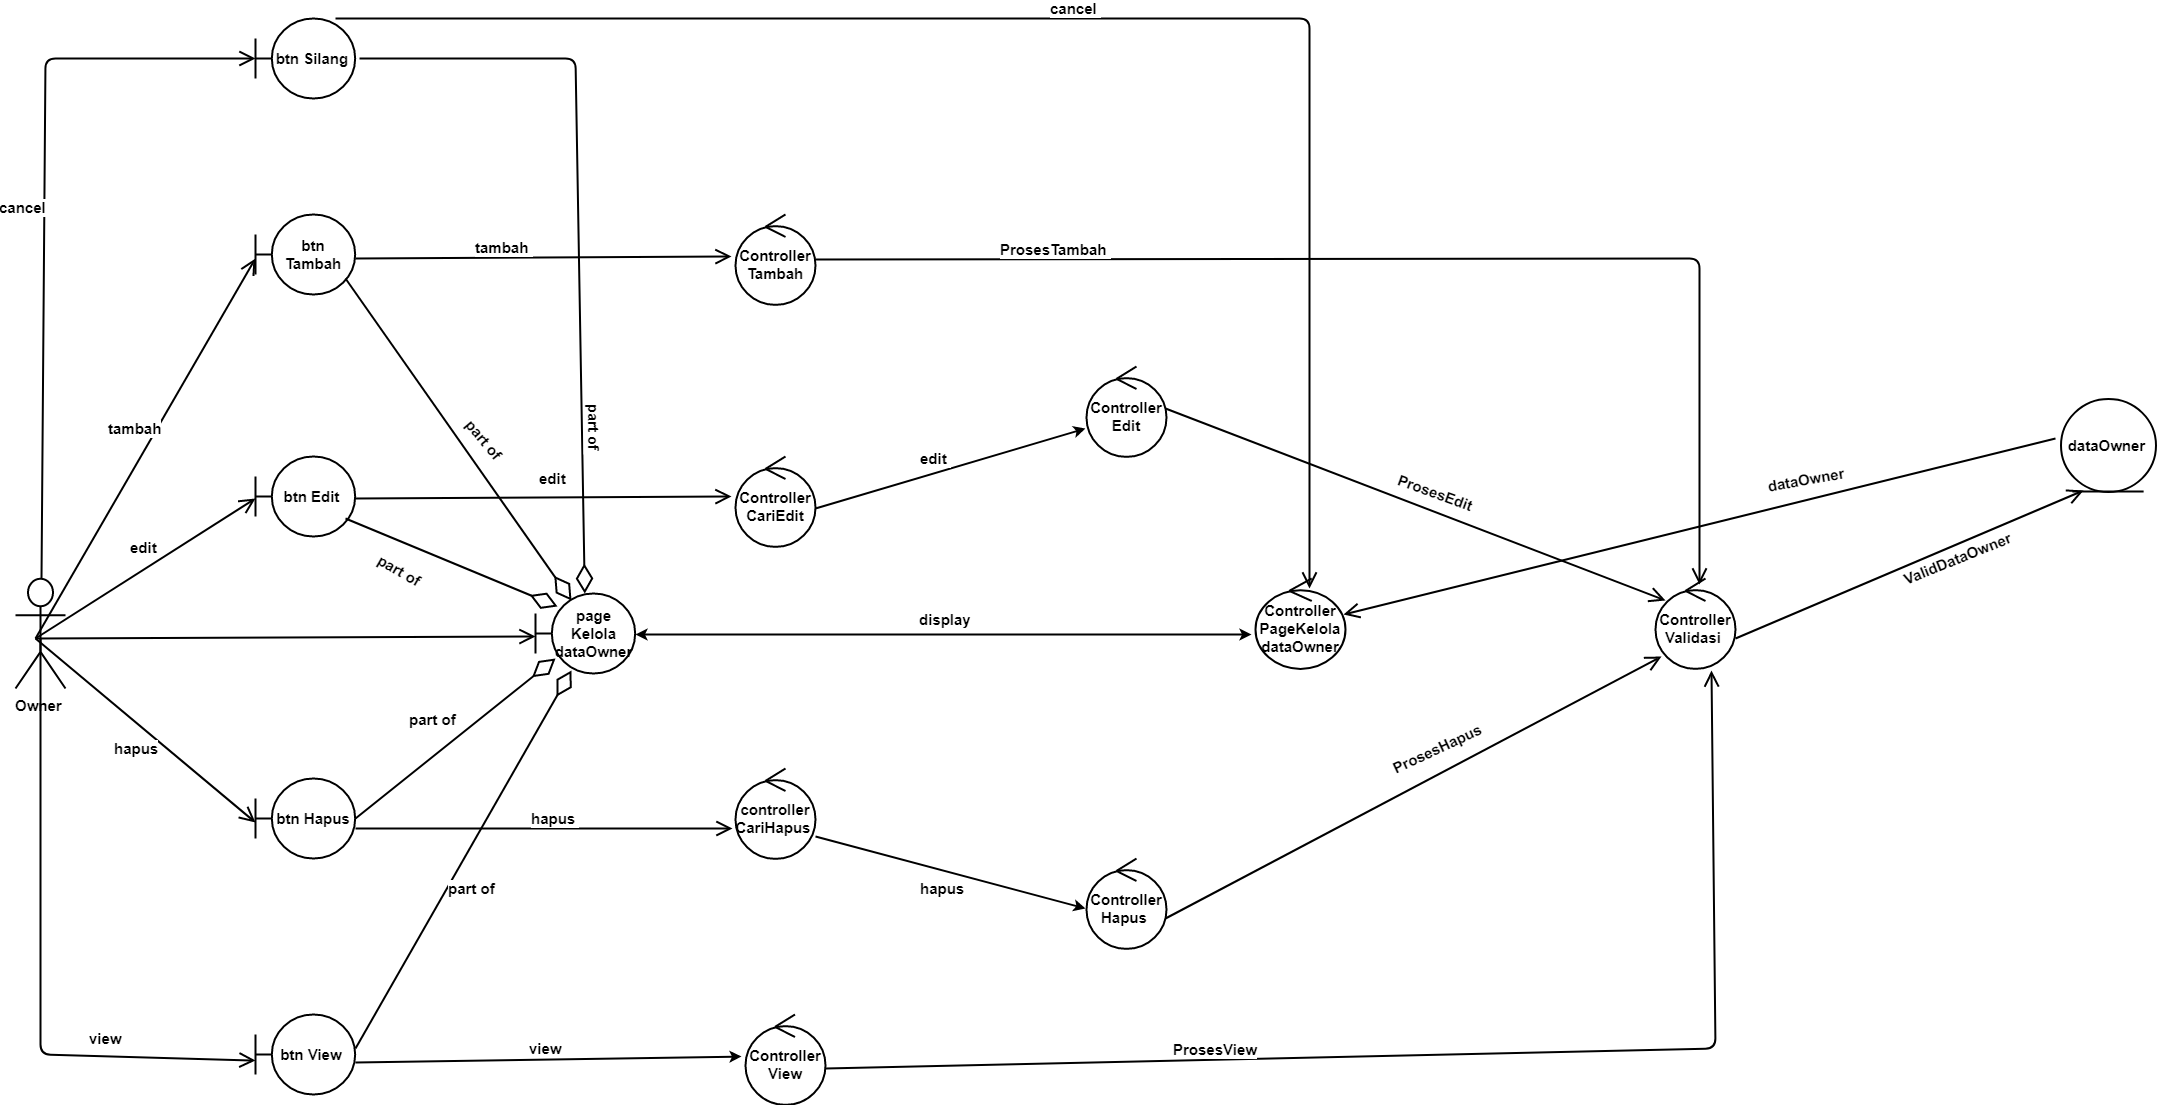 cancel
btn Silang
cancel
btn
Tambah
tambah
Controller
Tambah
ProsesTambah
tambah
part of
part of
Controller
Edit
edit
edit
dataOwner
dataOwner
ProsesEdit
btn Edit
edit
Controller
CariEdit
part of
ValidDataOwner
page
Kelola
dataOwner
display
Controller
PageKelola
dataOwner
Controller
Validasi
Owner
hapus
part of
ProsesHapus
btn Hapus
hapus
controller
CariHapus
part of
hapus
Controller
Hapus
view
btn View
view
Controller
View
ProsesView